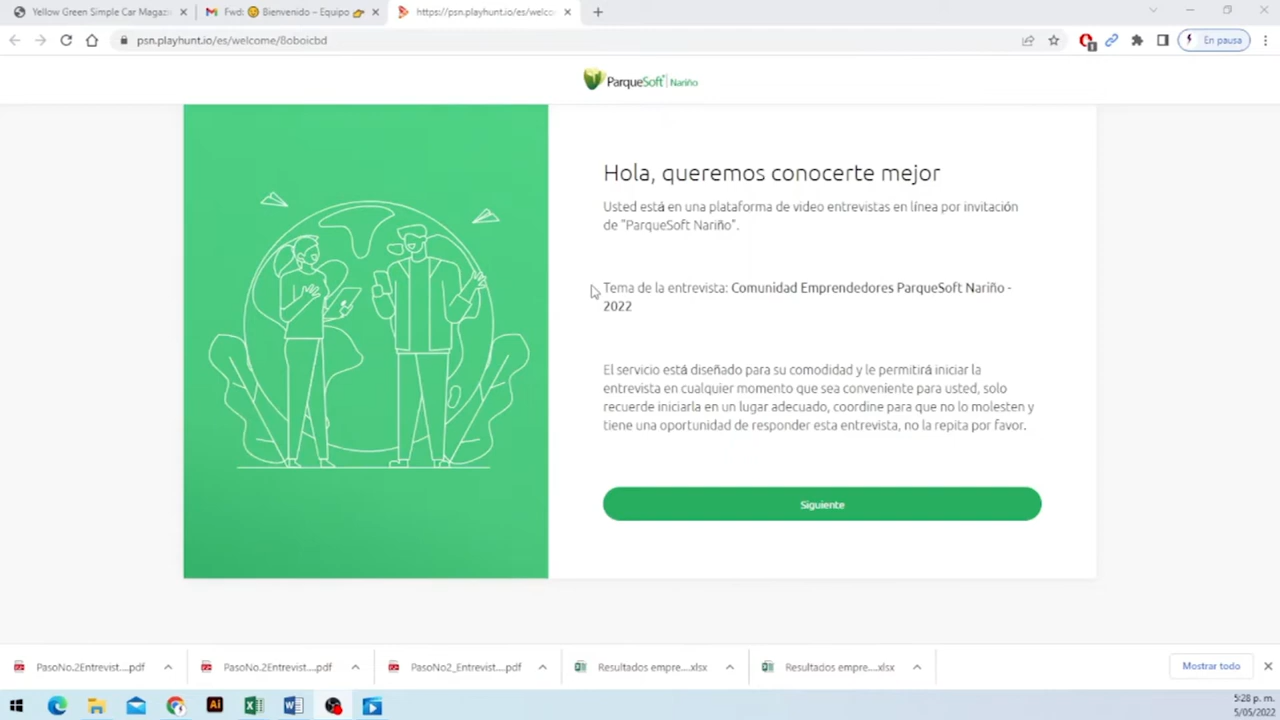 Yellow Green Simple Car Magazi
Fwd: 😊 Bienvenido – Equipo 👉
https://psn.playhunt.io/es/welco
psn.playhunt.io/es/welcome/8oboicbd
1
En pausa
ParqueSoft Nariño
Hola, queremos conocerte mejor
Usted está en una plataforma de video entrevistas en línea por invitación
de "ParqueSoft Nariño".
Tema de la entrevista: Comunidad Emprendedores ParqueSoft Nariño -
2022
El servicio está diseñado para su comodidad y le permitirá iniciar la
entrevista en cualquier momento que sea conveniente para usted, solo
recuerde iniciarla en un lugar adecuado, coordine para que no lo molesten y
tiene una oportunidad de responder esta entrevista, no la repita por favor.
Siguiente
PasoNo.2Entrevist....pdf
PasoNo.2Entrevist....pdf
PasoNo2_Entrevist....pdf
Resultados empre....xlsx
Resultados empre....xlsx
Mostrar todo
Ai
5:28 p. m.
5/05/2022